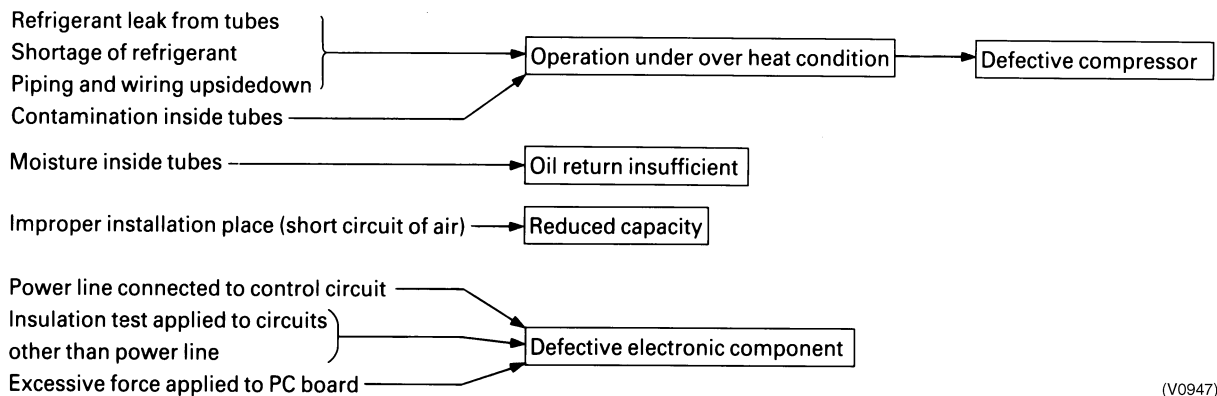 Refrigerant leak from tubes
Shortage of refrigerant
Piping and wiring upsidedown
Contamination inside tubes
Operation under over heat condition
Defective compressor
Moisture inside tubes
Oil return insufficient
Improper installation place (short circuit of air)
Reduced capacity
Power line connected to control circuit
Insulation test applied to circuits
other than power line
Excessive force applied to PC board
Defective electronic component
(V0947)